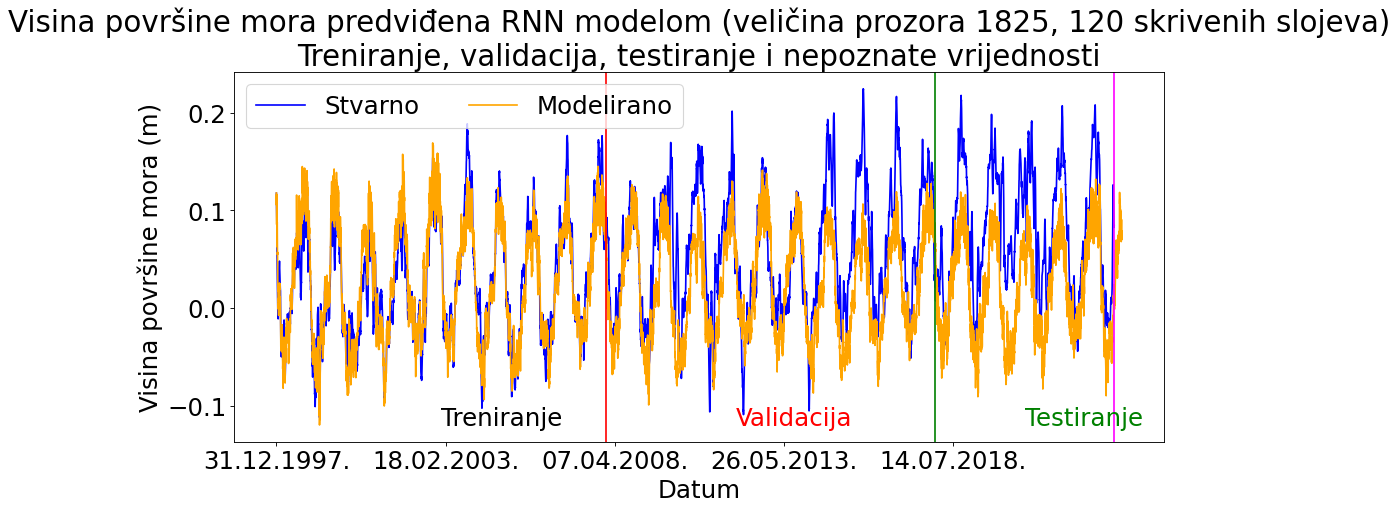 Visina površine mora predviđena RNN modelom (veličina prozora 1825, 120 skrivenih slojeva)
Treniranje, validacija, testiranje i nepoznate vrijednosti
Stvarno Modelirano
Visina površine mora (m)
0.2
0.1
0.0
−0.1
Treniranje Validacija Testiranje
31.12.1997. 18.02.2003. 07.04.2008. 26.05.2013. 14.07.2018.
Datum